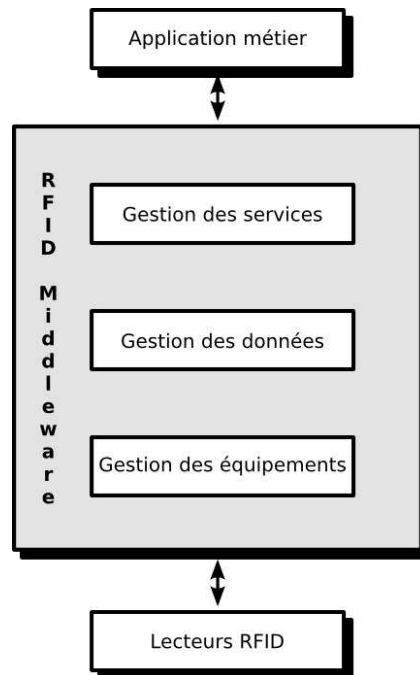 Application métier
RFID Middleware
Gestion des services
Gestion des données
Gestion des équipements
Lecteurs RFID